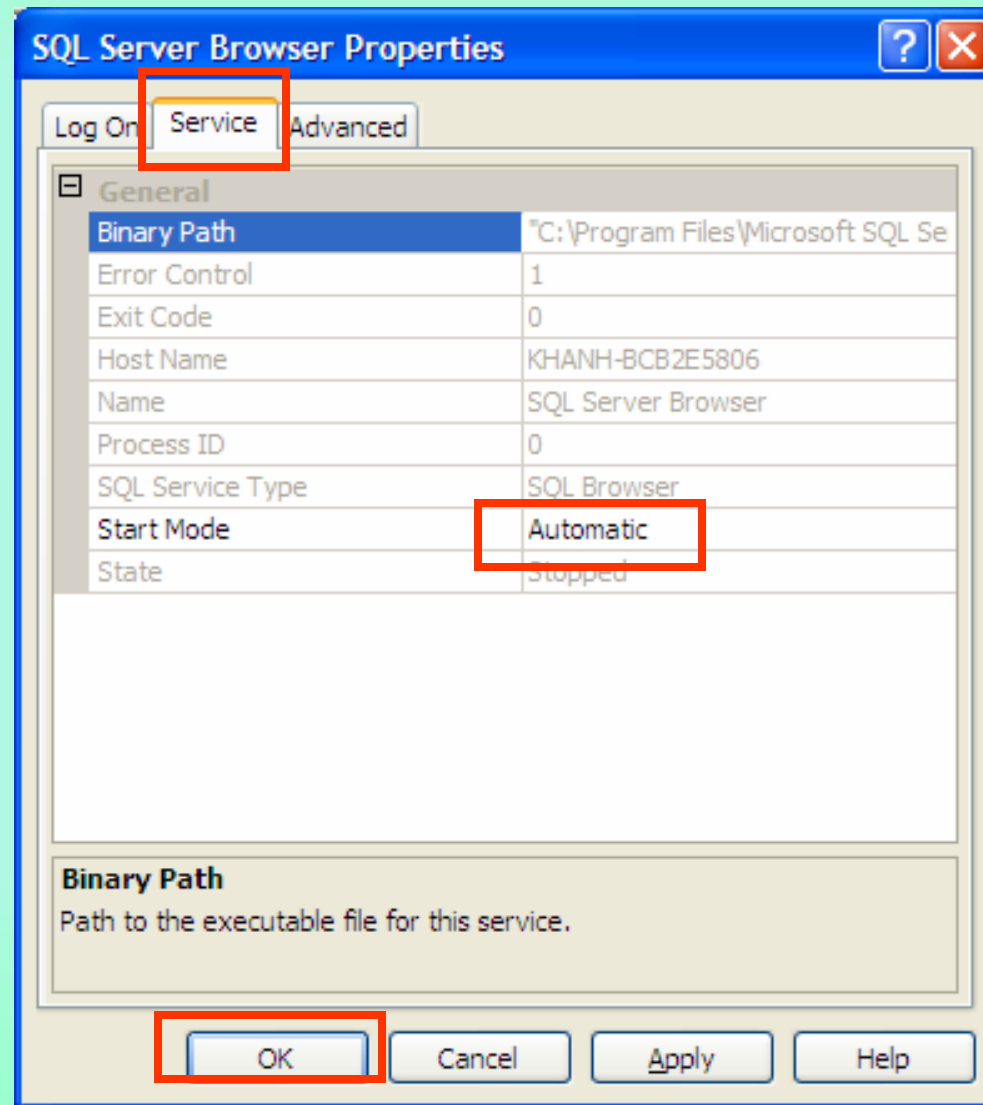 SQL Server Browser Properties
Log On Service Advanced
General
Binary Path "C:\Program Files\Microsoft SQL Se
Error Control 1
Exit Code 0
Host Name KHANH-BCB2E5806
Name SQL Server Browser
Process ID 0
SQL Service Type SQL Browser
Start Mode Automatic
State Stopped
Binary Path
Path to the executable file for this service.
OK Cancel Apply Help